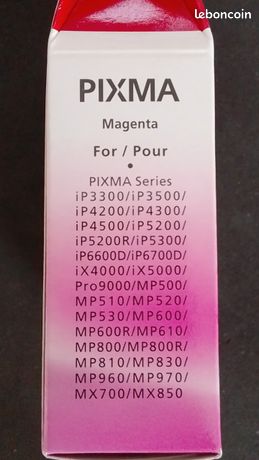 leboncoin
PIXMA
Magenta
For / Pour
•
PIXMA Series
iP3300/iP3500/
iP4200/iP4300/
iP4500/iP5200/
iP5200R/iP5300/
iP6600D/iP6700D/
iX4000/iX5000/
Pro9000/MP500/
MP510/MP520/
MP530/MP600/
MP600R/MP610/
MP800/MP800R/
MP810/MP830/
MP960/MP970/
MX700/MX850